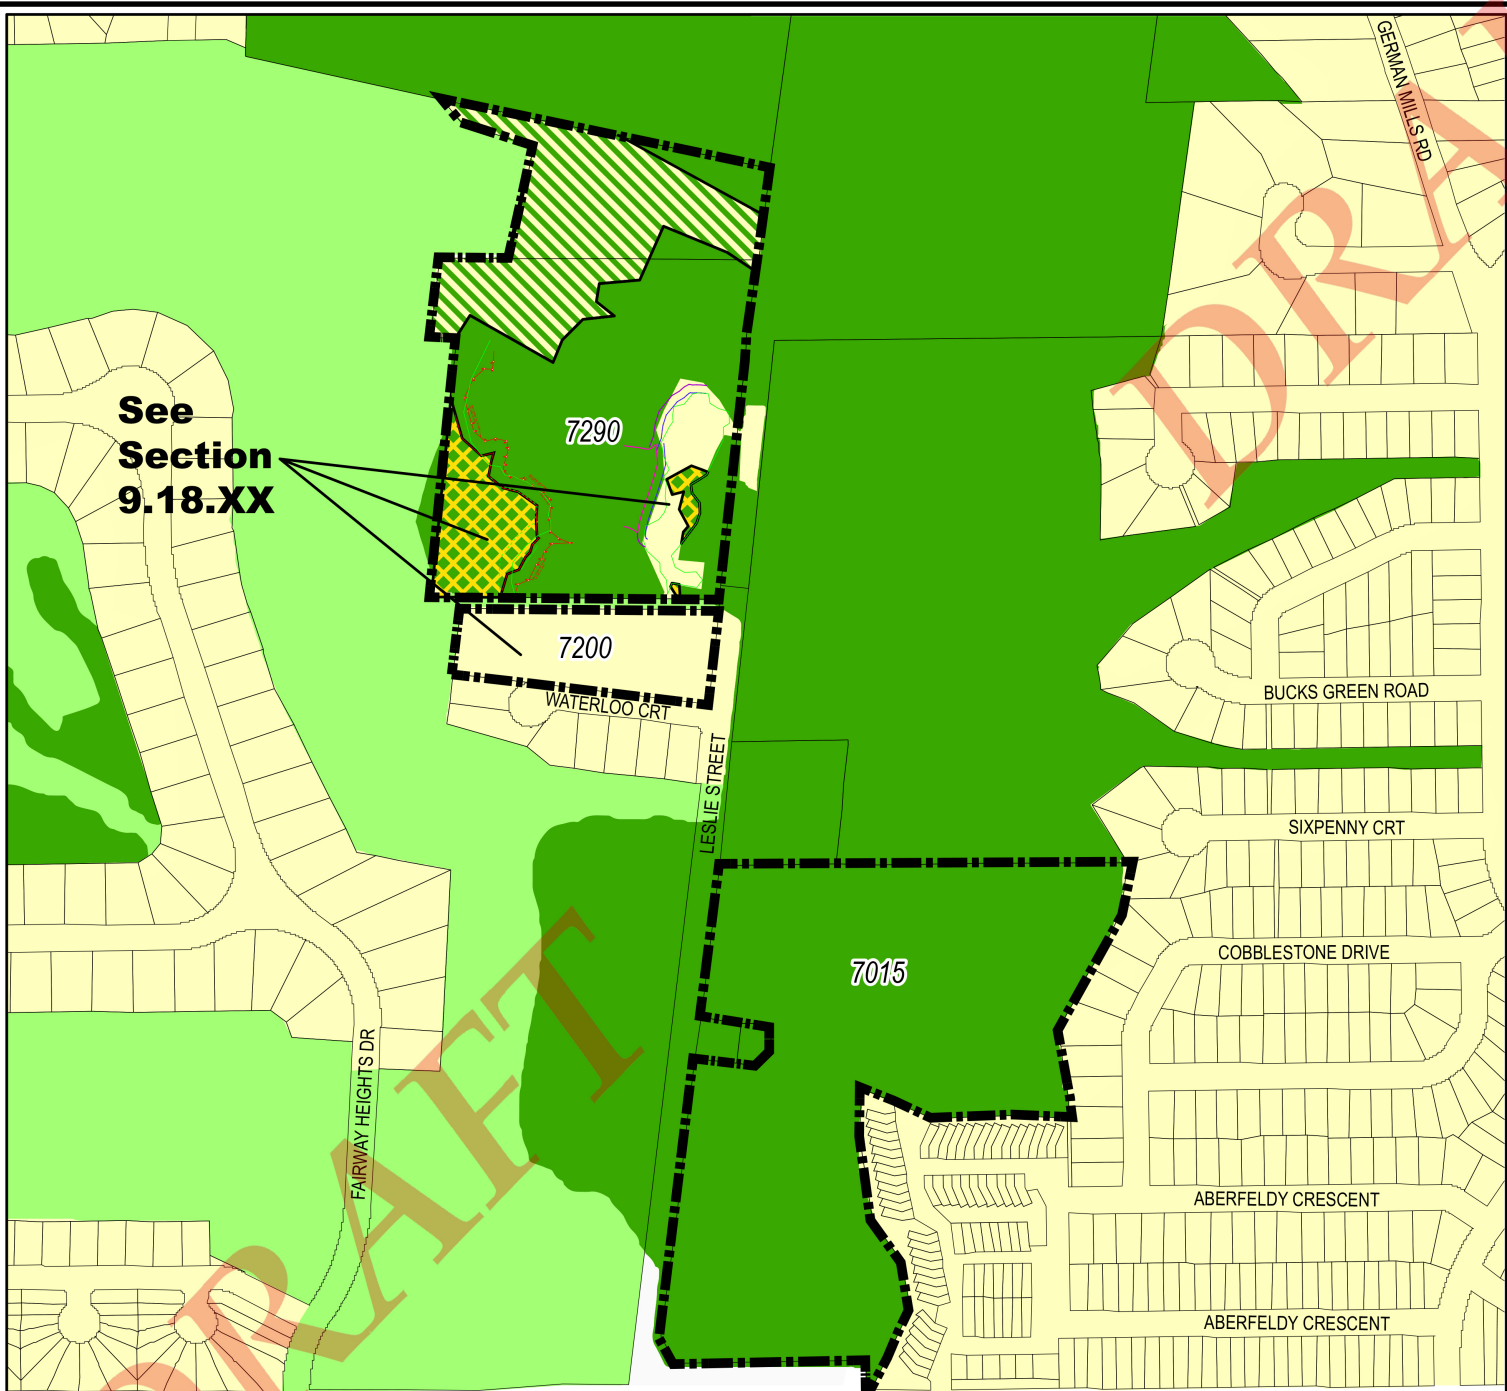 GERMAN MILLS RD
DRA
See
Section
9.18.XX
7290
7200
WATERLOO CRT
LESLIE STREET
BUCKS GREEN ROAD
SIXPENNY CRT
COBBLESTONE DRIVE
7015
DRAFT
FAIRWAY HEIGHTS DR
ABERFELDY CRESCENT
ABERFELDY CRESCENT